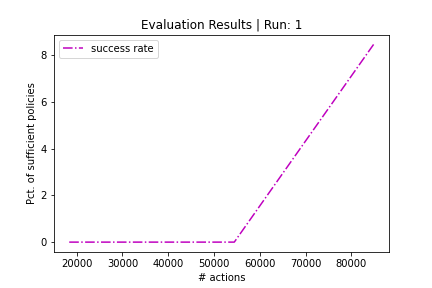 Evaluation Results | Run: 1
success rate
Pct. of sufficient policies
8
6
4
2
0
20000 30000 40000 50000 60000 70000 80000
# actions